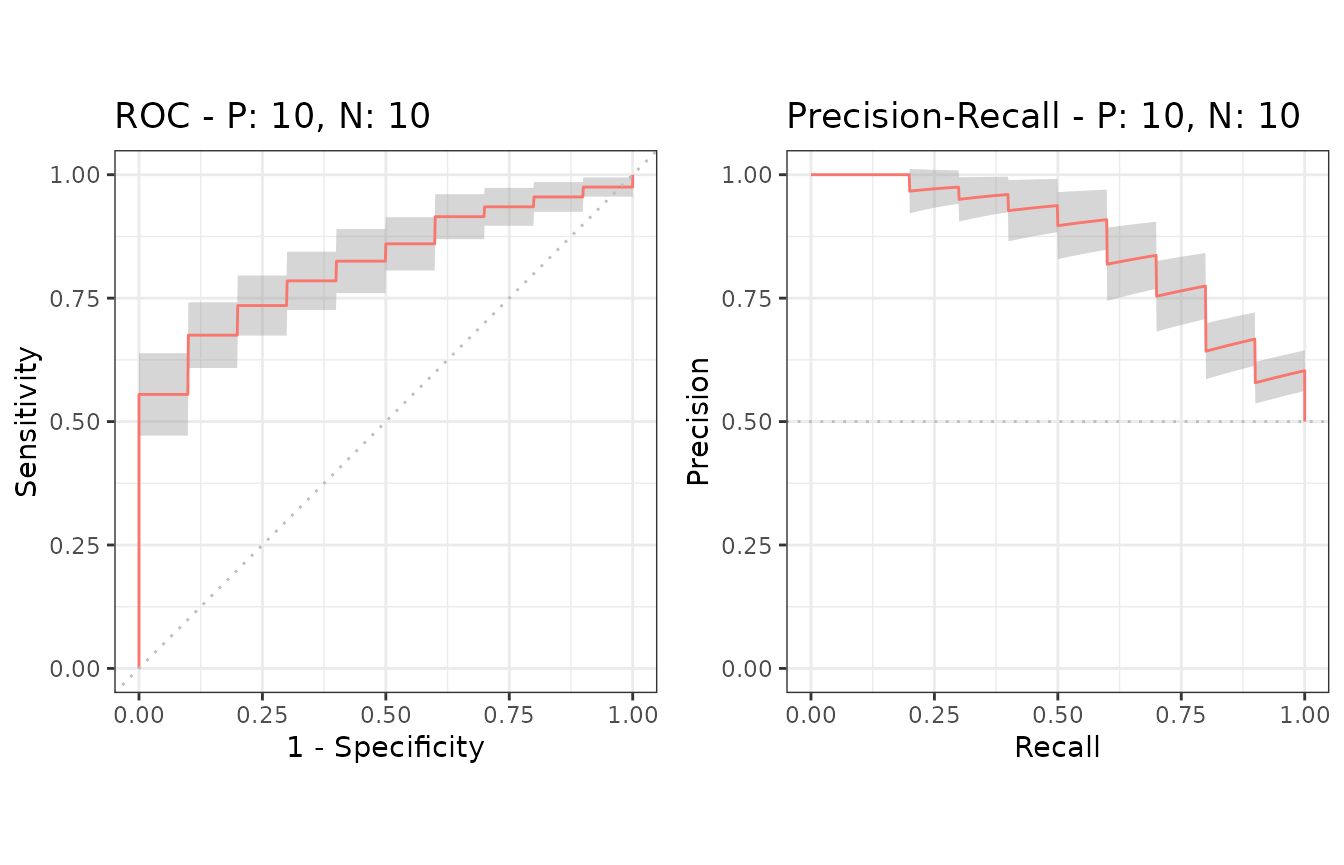 ROC - P: 10, N: 10
1.00
0.75
0.50
0.25
0.00
Sensitivity
0.00 0.25 0.50 0.75 1.00
1 - Specificity
Precision-Recall - P: 10, N: 10
1.00
0.75
0.50
0.25
0.00
Precision
0.00 0.25 0.50 0.75 1.00
Recall